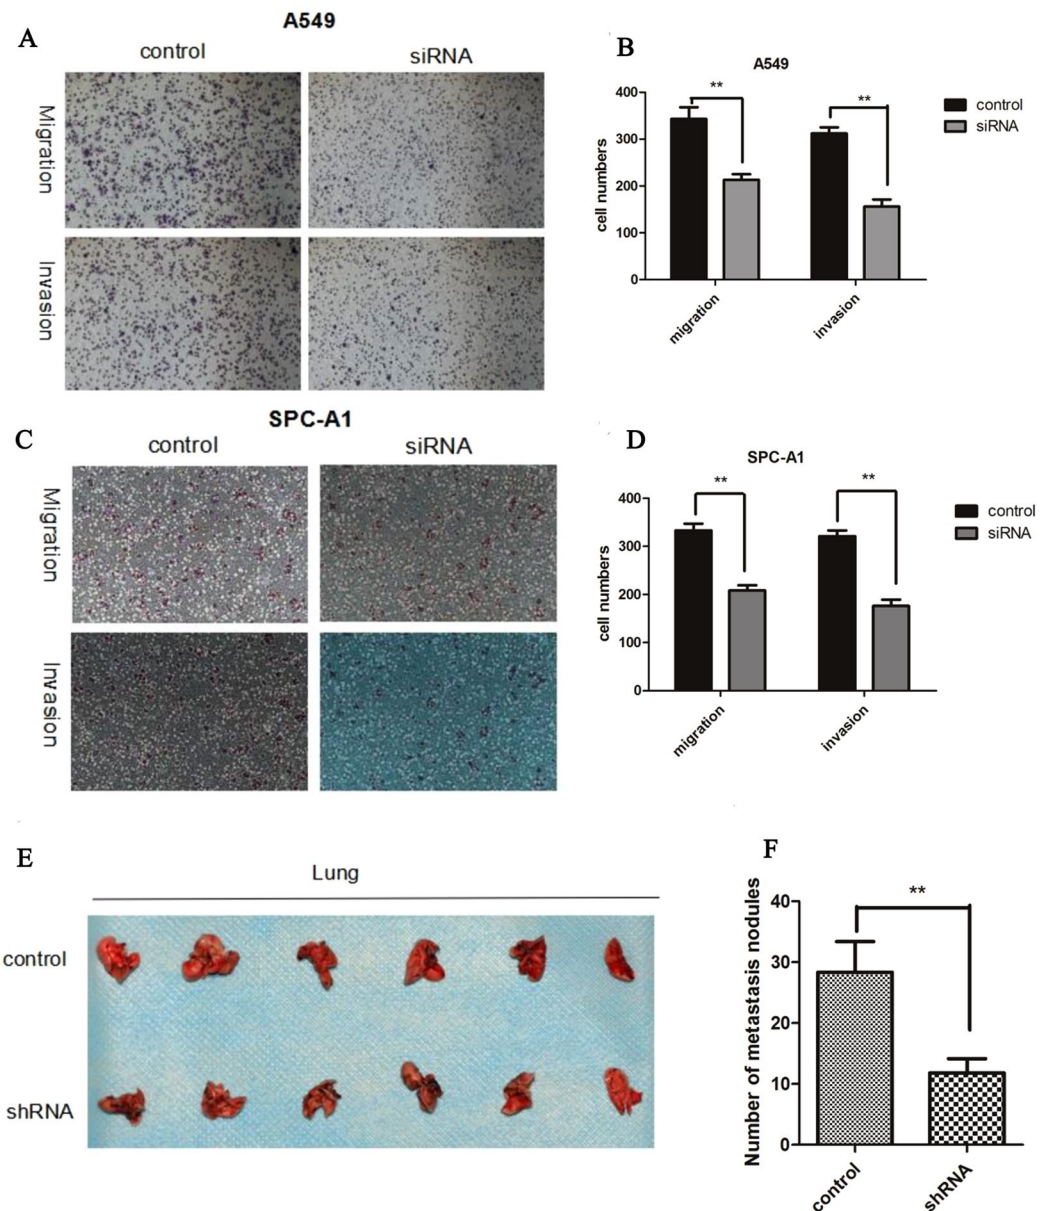 A
A549
control
siRNA
Migration
Invasion
B
A549
**
**
control
siRNA
cell numbers
400
300
200
100
0
migration
invasion
C
SPC-A1
control
siRNA
Migration
Invasion
D
SPC-A1
**
**
control
siRNA
cell numbers
400
300
200
100
0
migration
invasion
E
Lung
control
shRNA
F
**
Number of metastasis nodules
40
30
20
10
0
control
shRNA